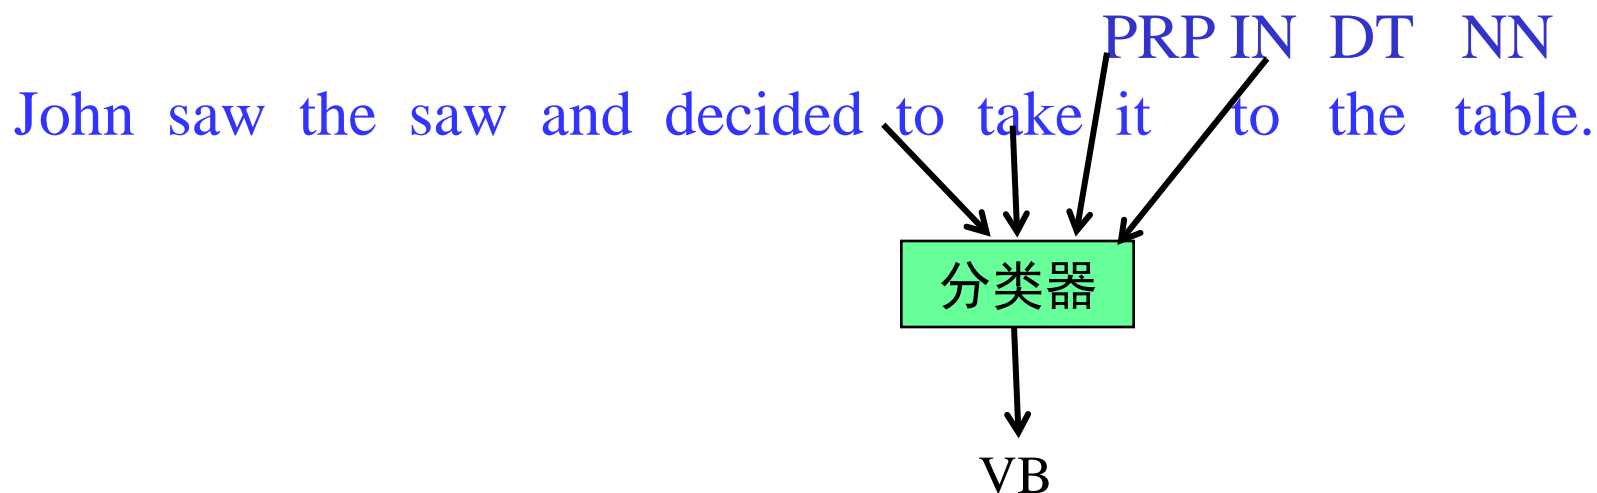 PRP IN DT NN
John saw the saw and decided to take it to the table.
分类器
VB